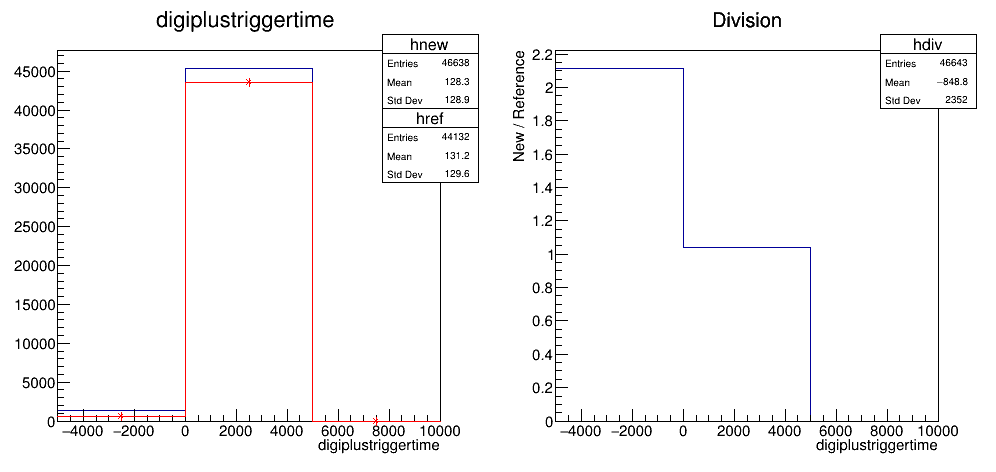 digiplustriggertime
hnew
Entries 46638
Mean 128.3
Std Dev 128.9
href
Entries 44132
Mean 131.2
Std Dev 129.6
45000
40000
35000
30000
25000
20000
15000
10000
5000
0
−4000 −2000 0 2000 4000 6000 8000 10000
digiplustriggertime
Division
hdiv
Entries 46643
Mean −848.8
Std Dev 2352
New / Reference
2.2
2
1.8
1.6
1.4
1.2
1
0.8
0.6
0.4
0.2
0
−4000 −2000 0 2000 4000 6000 8000 10000
digiplustriggertime